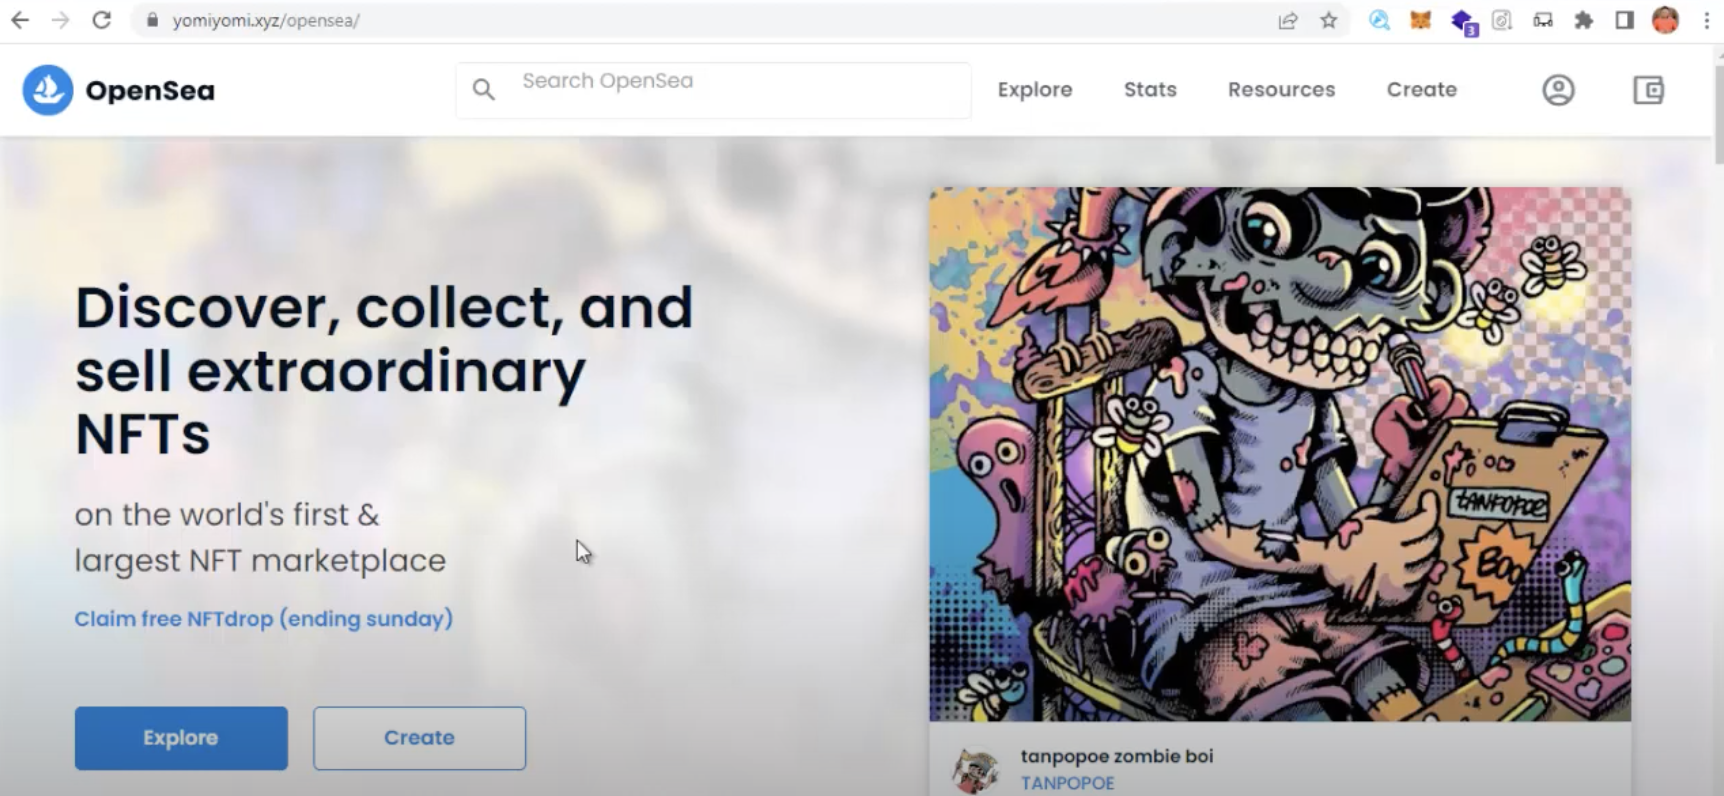 yomiyomi.xyz/opensea/
3
OpenSea
Search OpenSea
Explore
Stats
Resources
Create
Discover, collect, and
sell extraordinary
NFTs
on the world's first &
largest NFT marketplace
Claim free NFTdrop (ending sunday)
Explore
Create
tANPOPOE
Boo
tanpopoe zombie boi
TANPOPOE